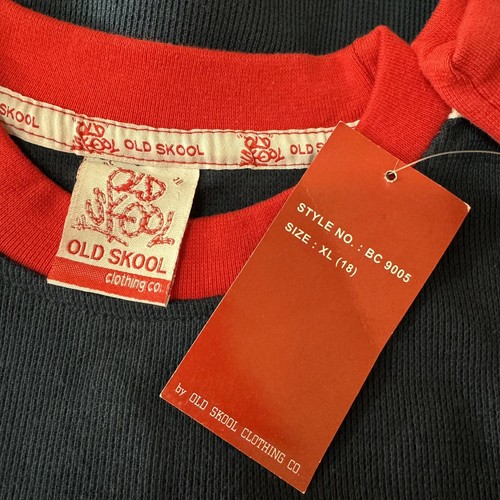 OLD SKOOL
OLD SKOOL
OLD
SKOOL
OLD SKOOL
clothing co.
STYLE NO. : BC 9005
SIZE : XL (18)
by OLD SKOOL CLOTHING CO.